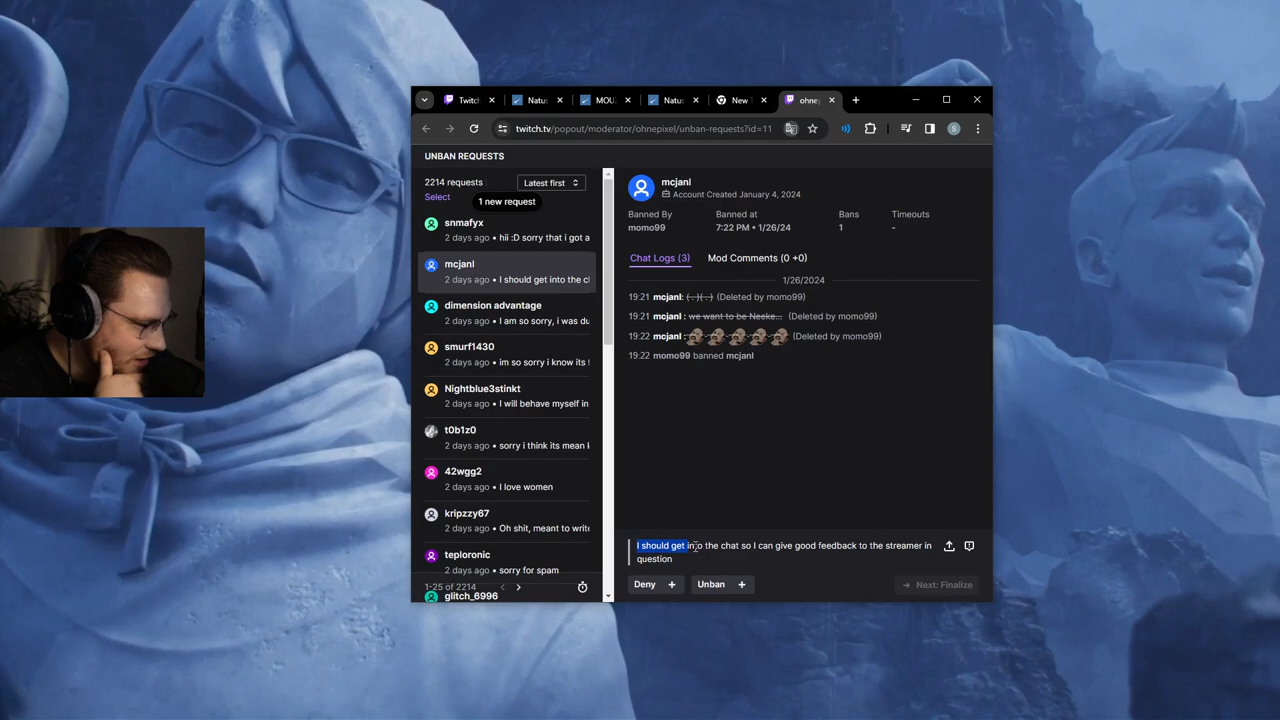 Twitch
Natus
MOU
Natus
New
ohnep
twitch.tv/popout/moderator/ohnepixel/unban-requests?id=11
S
UNBAN REQUESTS
2214 requests
Latest first
Select
1 new request
snmafyx
2 days ago • hii :D sorry that i got a
mcjanl
2 days ago • I should get into the c
dimension advantage
2 days ago • I am so sorry, i was du
smurf1430
2 days ago • im so sorry i know its
Nightblue3stinkt
2 days ago • I will behave myself in
t0b1z0
2 days ago • sorry i think its mean
42wgg2
2 days ago • I love women
kripzzy67
2 days ago • Oh shit, meant to write
teploronic
2 days ago • sorry for spam
1-25 of 2214
glitch_6996
mcjanl
Account Created January 4, 2024
Banned By
momo99
Banned at
7:22 PM • 1/26/24
Bans
1
Timeouts
-
Chat Logs (3)
Mod Comments (0 +0)
1/26/2024
19:21 mcjanl: (. .)(. .) (Deleted by momo99)
19:21 mcjanl : we want to be Neeke... (Deleted by momo99)
19:22 mcjanl : (Deleted by momo99)
19:22 momo99 banned mcjanl
I should get into the chat so I can give good feedback to the streamer in
question
Deny +
Unban +
Next: Finalize